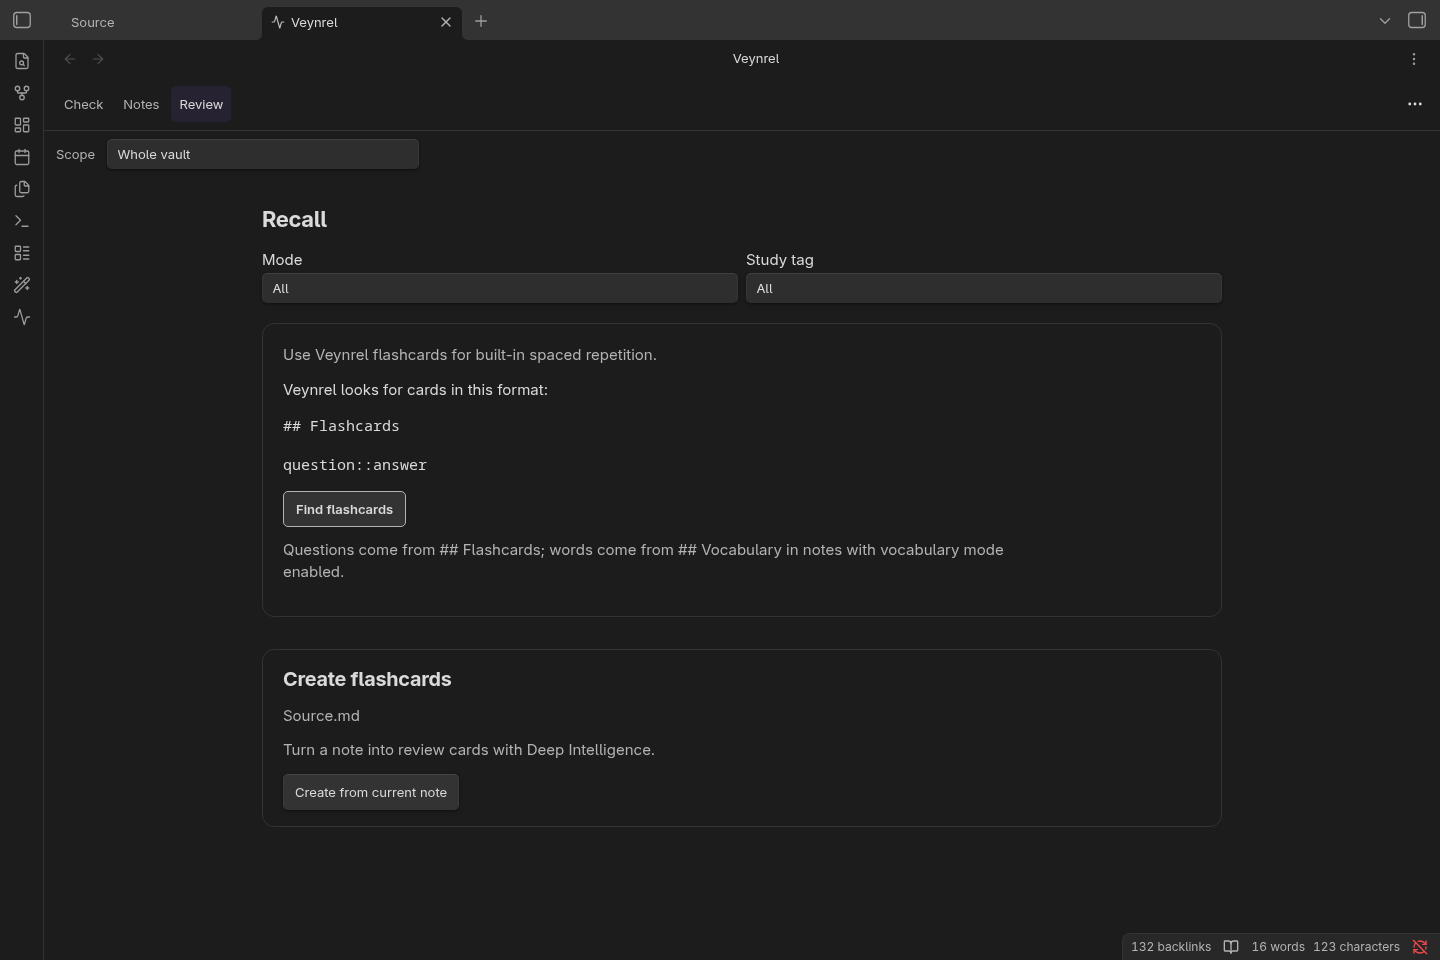 Source
Veynrel
Veynrel
Check
Notes
Review
Scope
Whole vault
Recall
Mode
Study tag
All
All
Use Veynrel flashcards for built-in spaced repetition.
Veynrel looks for cards in this format:
## Flashcards
question::answer
Find flashcards
Questions come from ## Flashcards; words come from ## Vocabulary in notes with vocabulary mode
enabled.
Create flashcards
Source.md
Turn a note into review cards with Deep Intelligence.
Create from current note
132 backlinks
16 words
123 characters